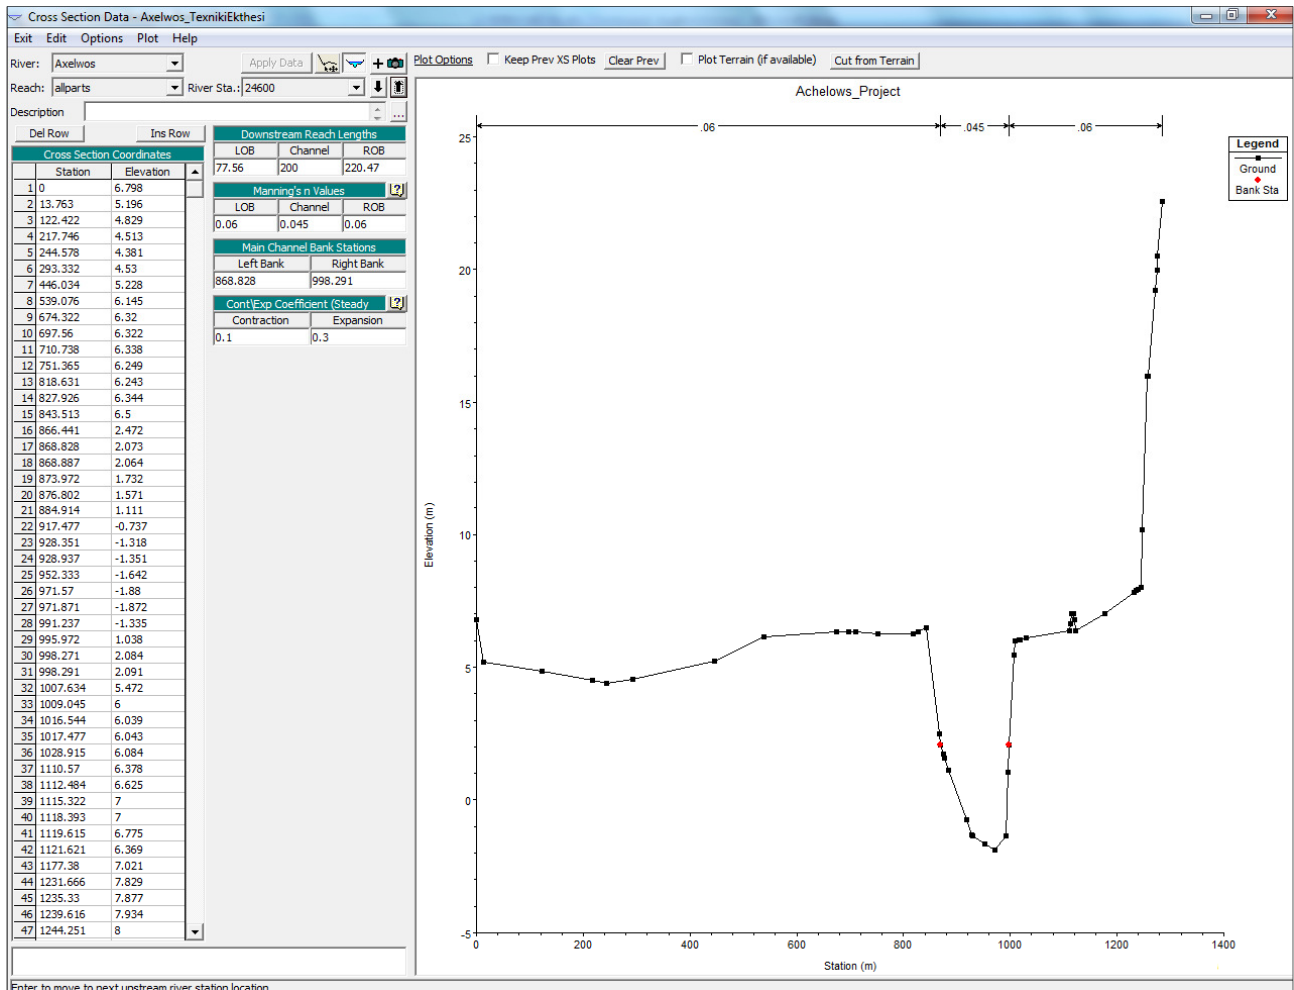 Cross Section Data - Axelwos_TexnikiEkthesi
Exit Edit Options Plot Help
River: Axelwos Apply Data
Reach: allparts River Sta.: 24600
Description ...
Plot Options Keep Prev XS Plots Clear Prev Plot Terrain (if available) Cut from Terrain
Del Row Ins Row
Cross Section Coordinates
Station Elevation
1 0 6.798
2 13.763 5.196
3 122.422 4.829
4 217.746 4.513
5 244.578 4.381
6 293.332 4.53
7 446.034 5.228
8 539.076 6.145
9 674.322 6.32
10 697.56 6.322
11 710.738 6.338
12 751.365 6.249
13 818.631 6.243
14 827.926 6.344
15 843.513 6.5
16 866.441 2.472
17 868.828 2.073
18 868.887 2.064
19 873.972 1.732
20 876.802 1.571
21 884.914 1.111
22 917.477 -0.737
23 928.351 -1.318
24 928.937 -1.351
25 952.333 -1.642
26 971.57 -1.88
27 971.871 -1.872
28 991.237 -1.335
29 995.972 1.038
30 998.271 2.084
31 998.291 2.091
32 1007.634 5.472
33 1009.045 6
34 1016.544 6.039
35 1017.477 6.043
36 1028.915 6.084
37 1110.57 6.378
38 1112.484 6.625
39 1115.322 7
40 1118.393 7
41 1119.615 6.775
42 1121.621 6.369
43 1177.38 7.021
44 1231.666 7.829
45 1235.33 7.877
46 1239.616 7.934
47 1244.251 8
Downstream Reach Lengths
LOB Channel ROB
77.56 200 220.47
Manning's n Values
LOB Channel ROB
0.06 0.045 0.06
Main Channel Bank Stations
Left Bank Right Bank
868.828 998.291
Cont\Exp Coefficient (Steady
Contraction Expansion
0.1 0.3
Achelows_Project
.06 .045 .06
Legend
Ground
Bank Sta
25
20
15
10
5
0
-5
Elevation (m)
0 200 400 600 800 1000 1200 1400
Station (m)
Enter to move to next upstream river station location